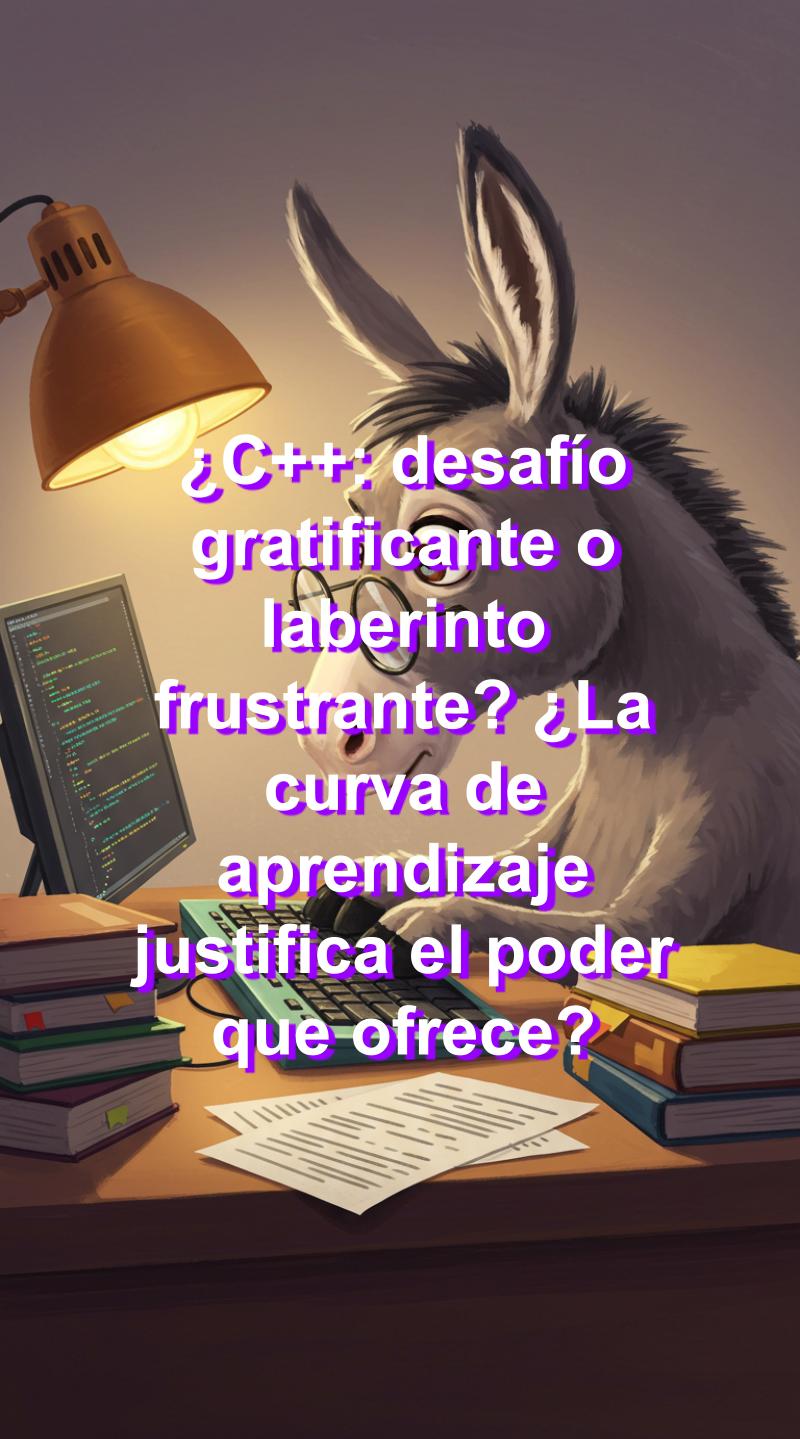 ¿C++: desafío
gratificante o
laberinto
frustrante? ¿La
curva de
aprendizaje
justifica el poder
que ofrece?